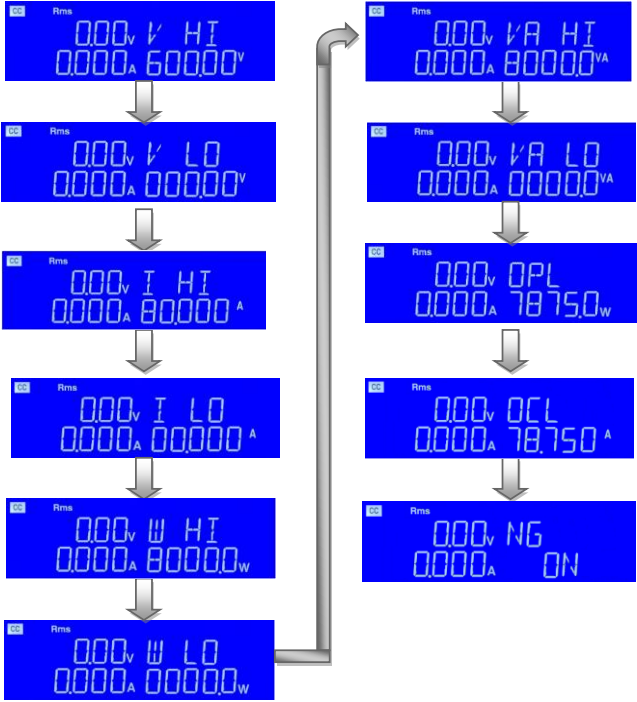 CC Rms
0.00V V HI
0.000A 600.00V
CC Rms
0.00V V LO
0.000A 000.00V
CC Rms
0.00V I HI
0.000A 80.000 A
CC Rms
0.00V I LO
0.000A 00.000 A
CC Rms
0.00V W HI
0.000A 8000.0W
CC Rms
0.00V W LO
0.000A 0000.0W
CC Rms
0.00V VA HI
0.000A 8000.0VA
CC Rms
0.00V VA LO
0.000A 0000.0VA
CC Rms
0.00V OPL
0.000A 7875.0W
CC Rms
0.00V OCL
0.000A 78.750 A
CC Rms
0.00V NG
0.000A ON